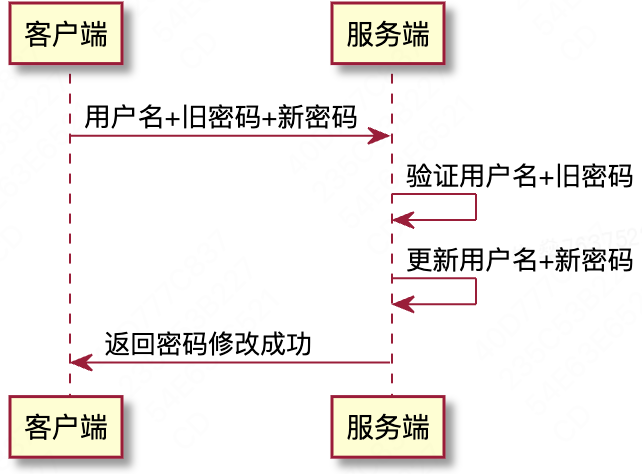 客户端
服务端
用户名+旧密码+新密码
验证用户名+旧密码
更新用户名+新密码
返回密码修改成功
客户端
服务端